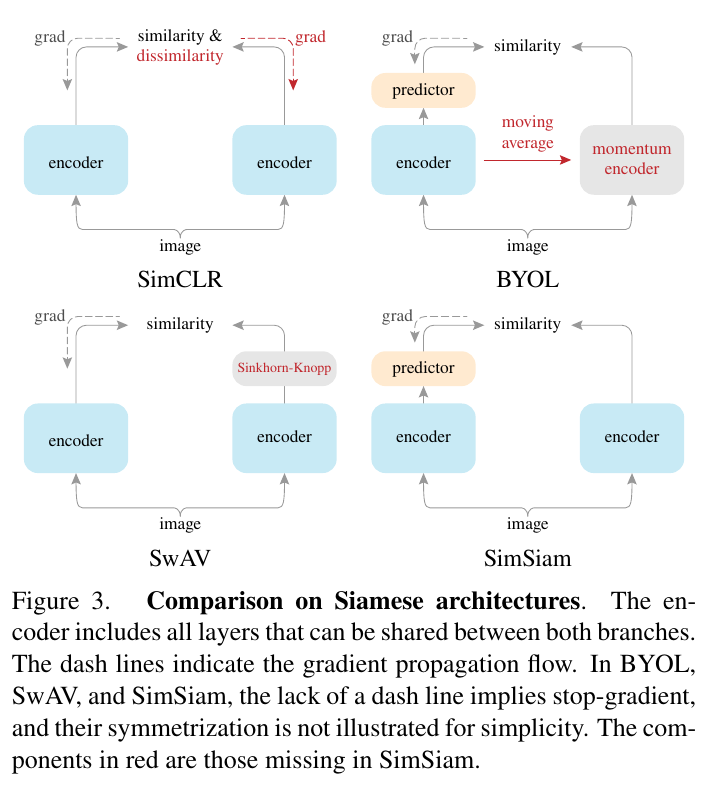 grad
similarity &
dissimilarity
grad
encoder
encoder
image
SimCLR
grad
similarity
predictor
encoder
moving
average
momentum
encoder
image
BYOL
grad
similarity
Sinkhorn-Knopp
encoder
encoder
image
SwAV
grad
similarity
predictor
encoder
encoder
image
SimSiam
Figure 3. Comparison on Siamese architectures. The en-
coder includes all layers that can be shared between both branches.
The dash lines indicate the gradient propagation flow. In BYOL,
SwAV, and SimSiam, the lack of a dash line implies stop-gradient,
and their symmetrization is not illustrated for simplicity. The com-
ponents in red are those missing in SimSiam.